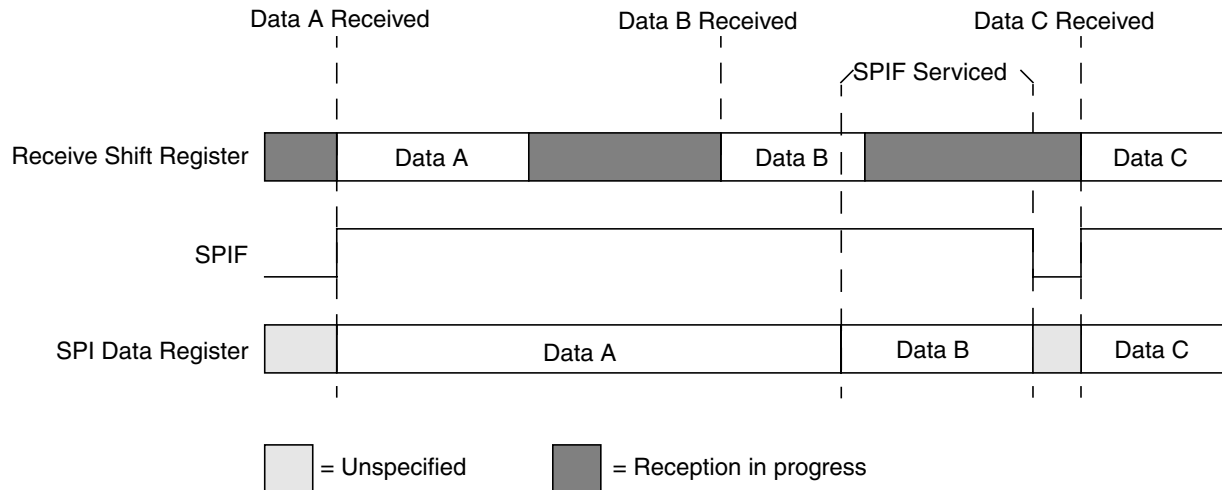 Data A Received
Data B Received
Data C Received
SPIF Serviced
Receive Shift Register
Data A
Data B
Data C
SPIF
SPI Data Register
Data A
Data B
Data C
= Unspecified
= Reception in progress